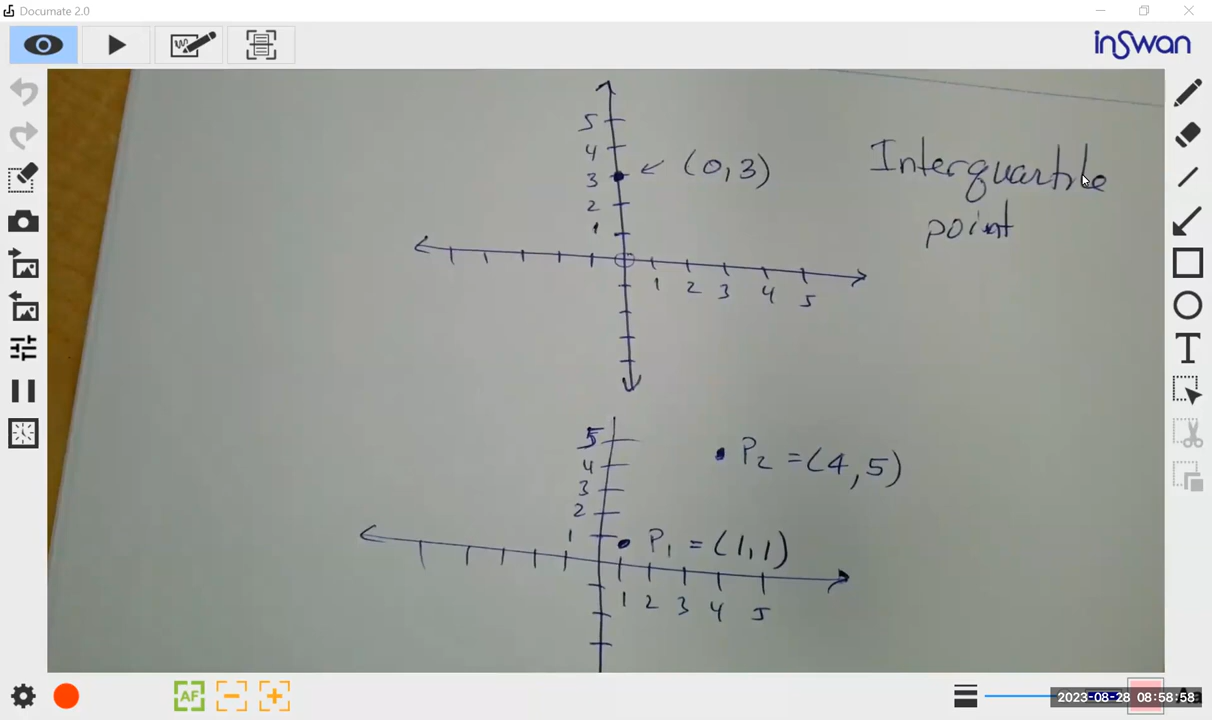 Documate 2.0
inSwan
5
4
3 ← (0,3)
2
1
1 2 3 4 5
Interquartile
point
5
4
3
2
1
P2 = (4,5)
P1 = (1,1)
1 2 3 4 5
T
AF
2023-08-28 08:58:58